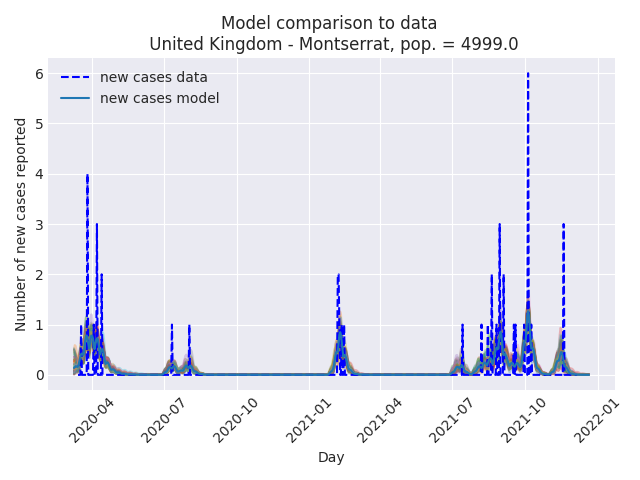 Model comparison to data
United Kingdom - Montserrat, pop. = 4999.0
new cases data
new cases model
Number of new cases reported
6
5
4
3
2
1
0
2020-04
2020-07
2020-10
2021-01
2021-04
2021-07
2021-10
2022-01
Day